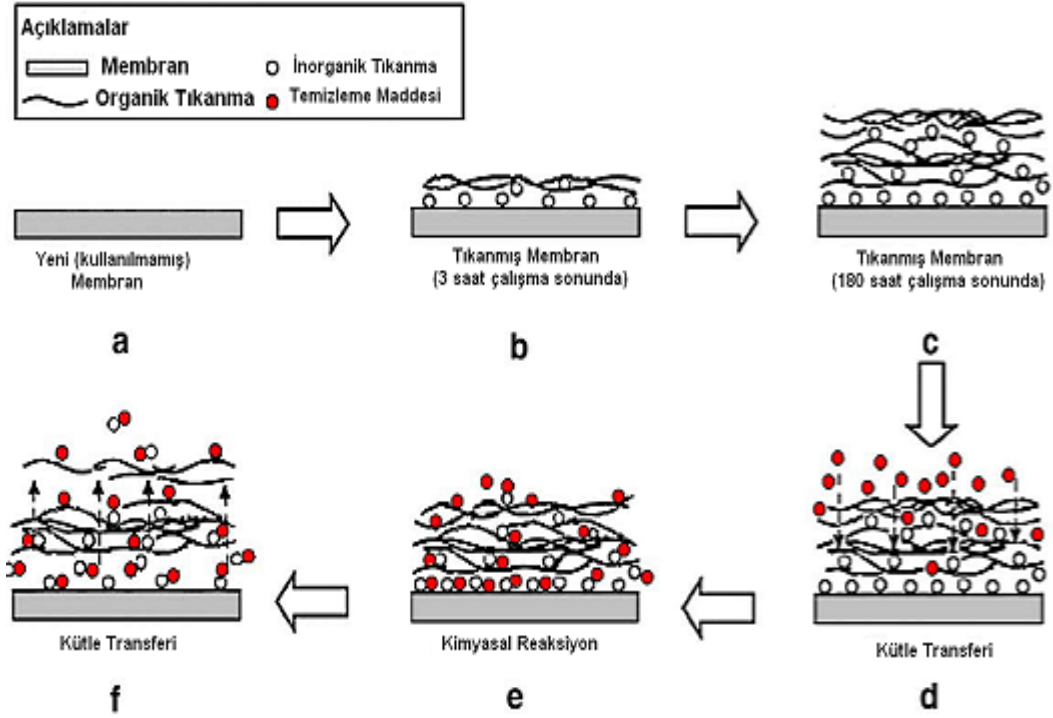 Açıklamalar
Membran
İnorganik Tıkanma
Organik Tıkanma
Temizleme Maddesi
Yeni (kullanılmamış)
Membran
a
Tıkanmış Membran
(3 saat çalışma sonunda)
b
Tıkanmış Membran
(180 saat çalışma sonunda)
c
Kütle Transferi
f
Kimyasal Reaksiyon
e
Kütle Transferi
d